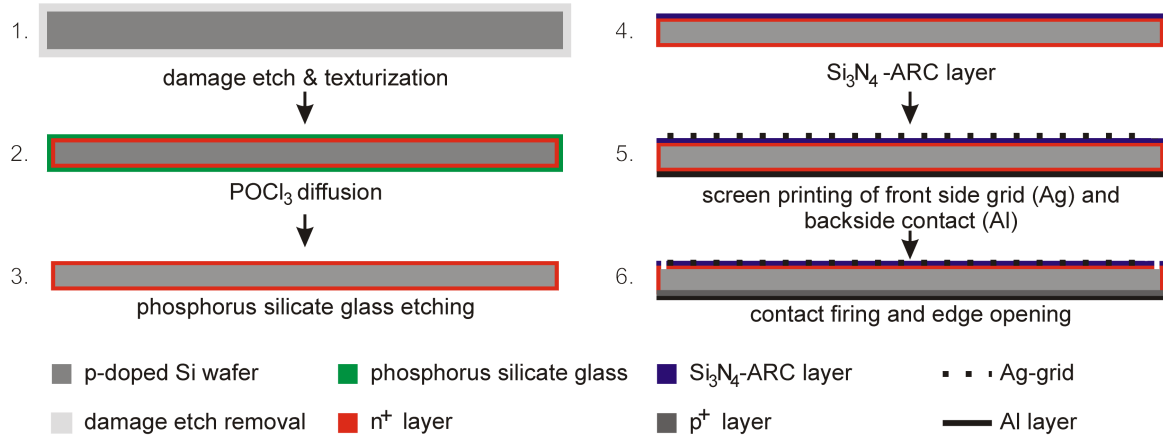 1.
damage etch & texturization
2.
POCl₃ diffusion
3.
phosphorus silicate glass etching
4.
Si₃N₄ -ARC layer
5.
screen printing of front side grid (Ag) and
backside contact (Al)
6.
contact firing and edge opening
p-doped Si wafer
phosphorus silicate glass
Si₃N₄-ARC layer
Ag-grid
damage etch removal
n⁺ layer
p⁺ layer
Al layer